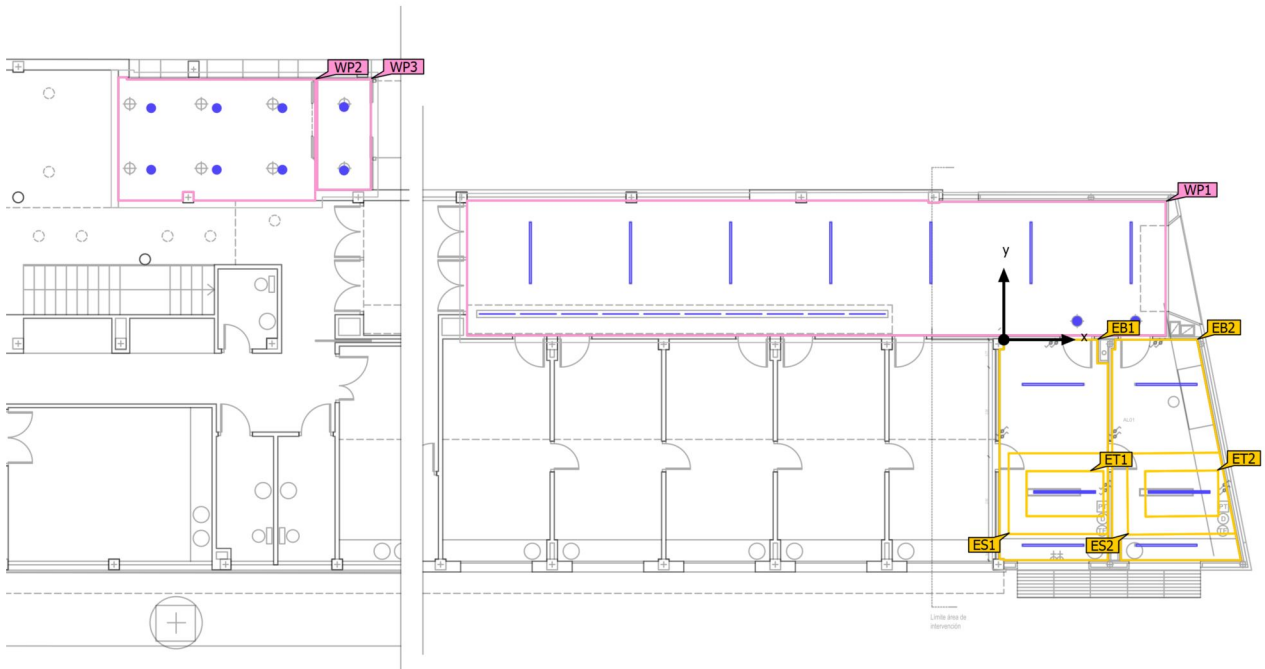 WP2
WP3
WP1
y
x
EB1
EB2
ET1
ET2
ES1
ES2
Límite área de
intervención